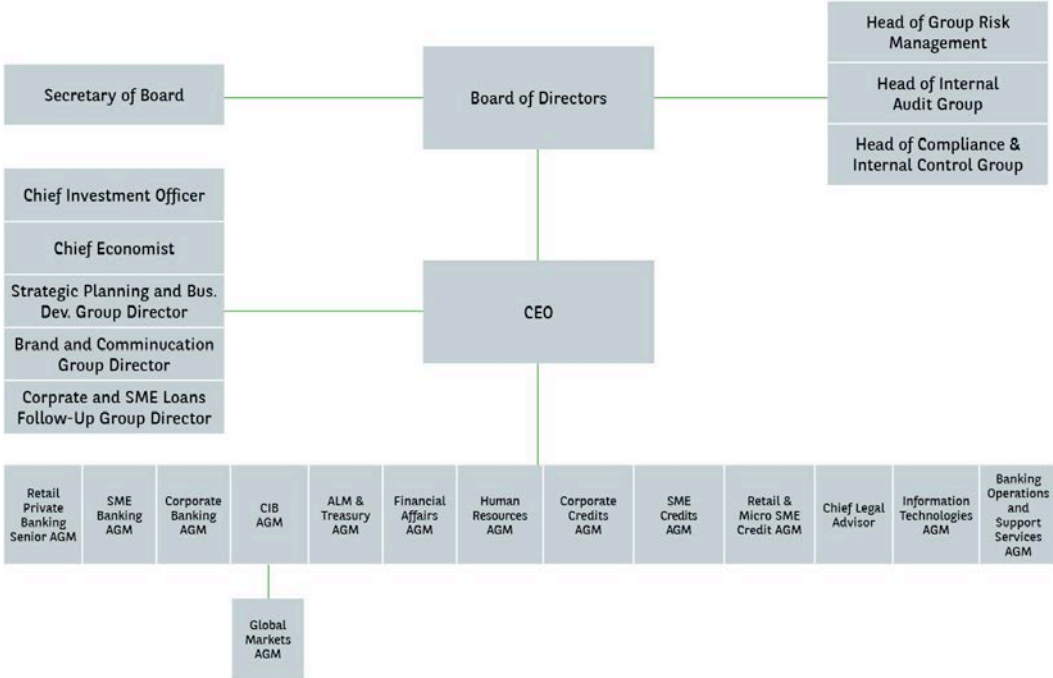 Head of Group Risk
Management
Secretary of Board
Board of Directors
Head of Internal
Audit Group
Head of Compliance &
Internal Control Group
Chief Investment Officer
Chief Economist
Strategic Planning and Bus.
Dev. Group Director
CEO
Brand and Comminucation
Group Director
Corprate and SME Loans
Follow-Up Group Director
Retail
Private
Banking
Senior AGM
SME
Banking
AGM
Corporate
Banking
AGM
CIB
AGM
ALM &
Treasury
AGM
Financial
Affairs
AGM
Human
Resources
AGM
Corporate
Credits
AGM
SME
Credits
AGM
Retail &
Micro SME
Credit AGM
Chief Legal
Advisor
Information
Technologies
AGM
Banking
Operations
and
Support
Services
AGM
Global
Markets
AGM